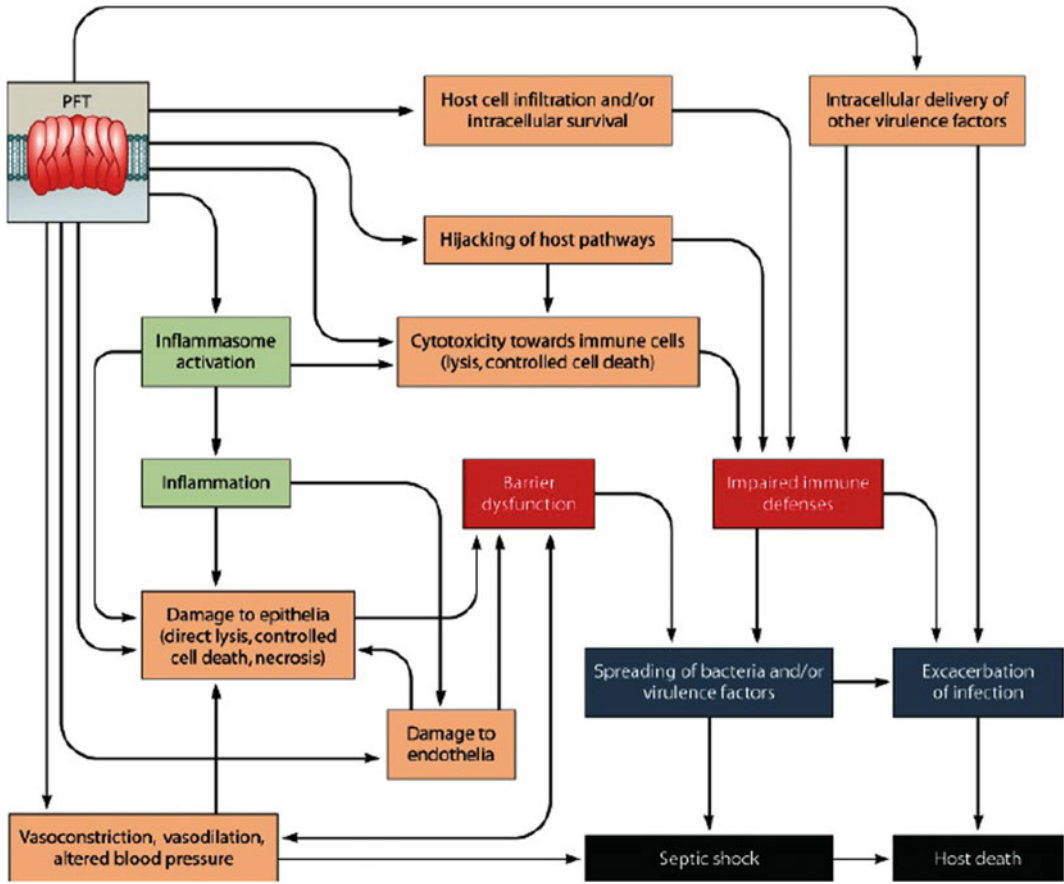 PFT
Host cell infiltration and/or
intracellular survival
Intracellular delivery of
other virulence factors
Hijacking of host pathways
Inflammasome
activation
Cytotoxicity towards immune cells
(lysis, controlled cell death)
Inflammation
Barrier
dysfunction
Impaired immune
defenses
Damage to epithelia
(direct lysis, controlled
cell death, necrosis)
Spreading of bacteria and/or
virulence factors
Excacerbation
of infection
Damage to
endothelia
Vasoconstriction, vasodilation,
altered blood pressure
Septic shock
Host death